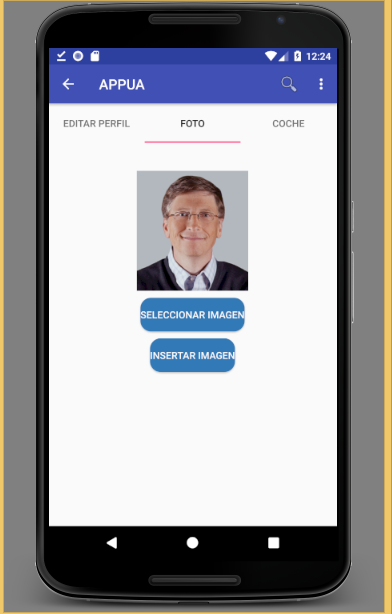 12:24
APPUA
EDITAR PERFIL
FOTO
COCHE
SELECCIONAR IMAGEN
INSERTAR IMAGEN